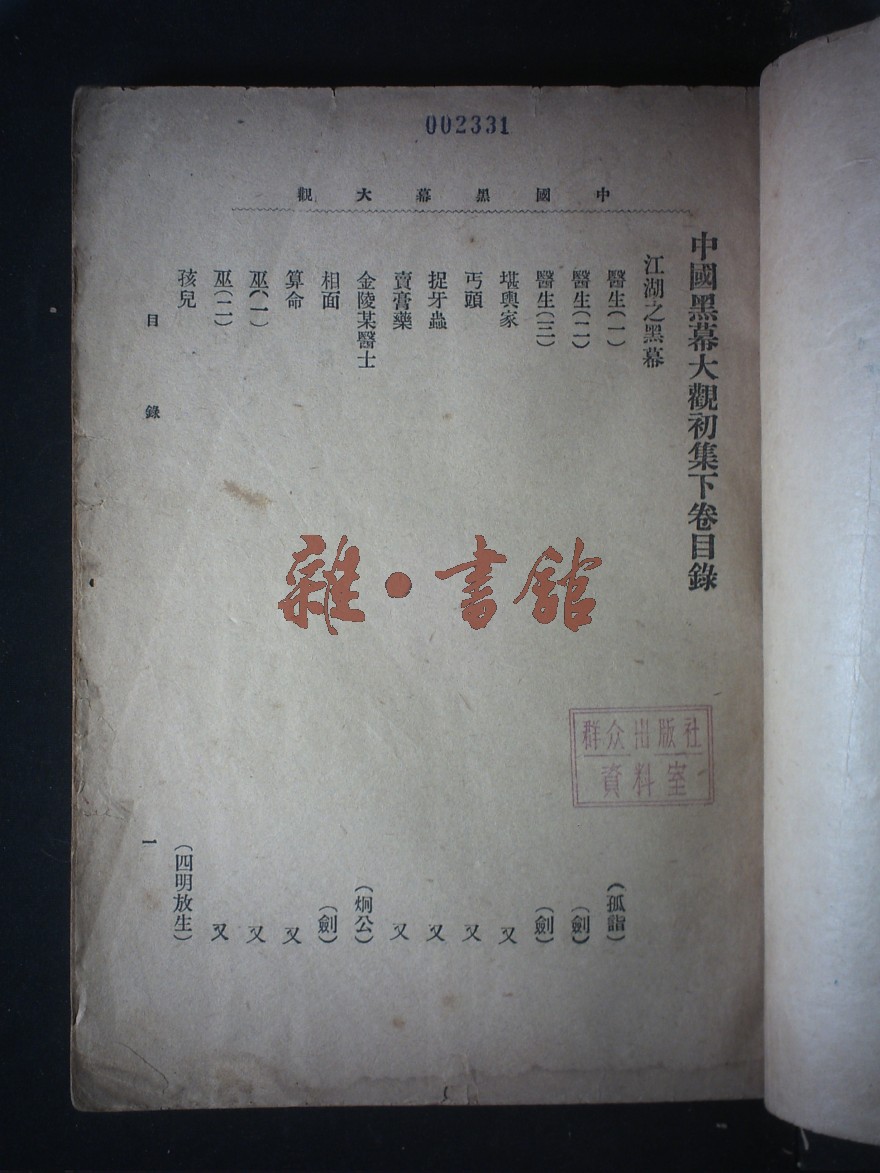 002331
中國黑幕大觀
中國黑幕大觀初集下卷目錄
江湖之黑幕
醫生(一) (孤詣)
醫生(二) (劍)
醫生(三) (劍)
堪輿家 又
丐頭 又
捉牙蟲 又
賣膏藥 又
金陵某醫士 (炯公)
相面 (劍)
算命 又
巫(一) 又
巫(二) 又
孩兒 (四明放生)
目錄 一
雜·書館
群众出版社
資料室